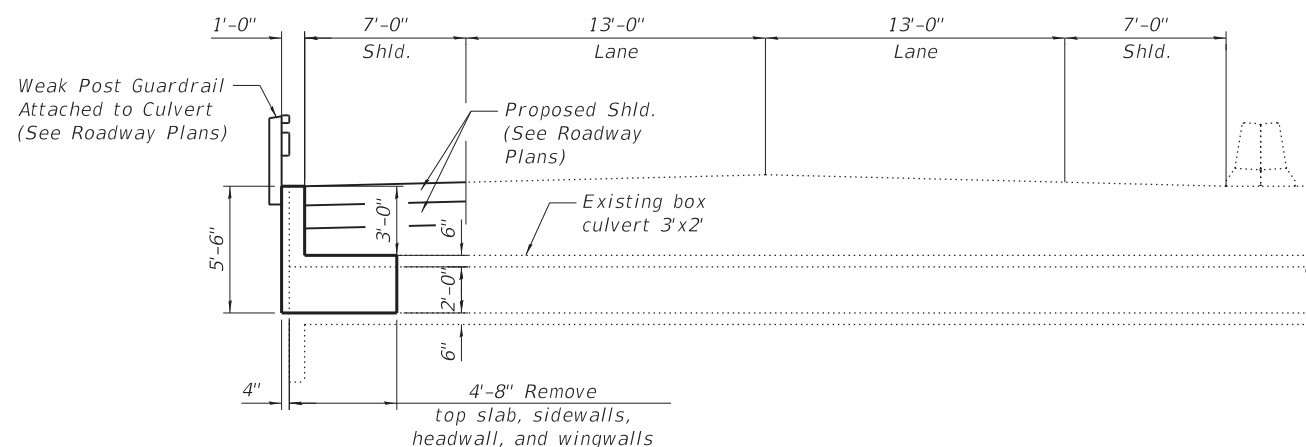 1'-0"
7'-0"
Shld.
13'-0"
Lane
13'-0"
Lane
7'-0"
Shld.
Weak Post Guardrail
Attached to Culvert
(See Roadway Plans)
Proposed Shld.
(See Roadway
Plans)
Existing box
culvert 3'x2'
5'-6"
3'-0"
6"
2'-0"
6"
4"
4'-8" Remove
top slab, sidewalls,
headwall, and wingwalls